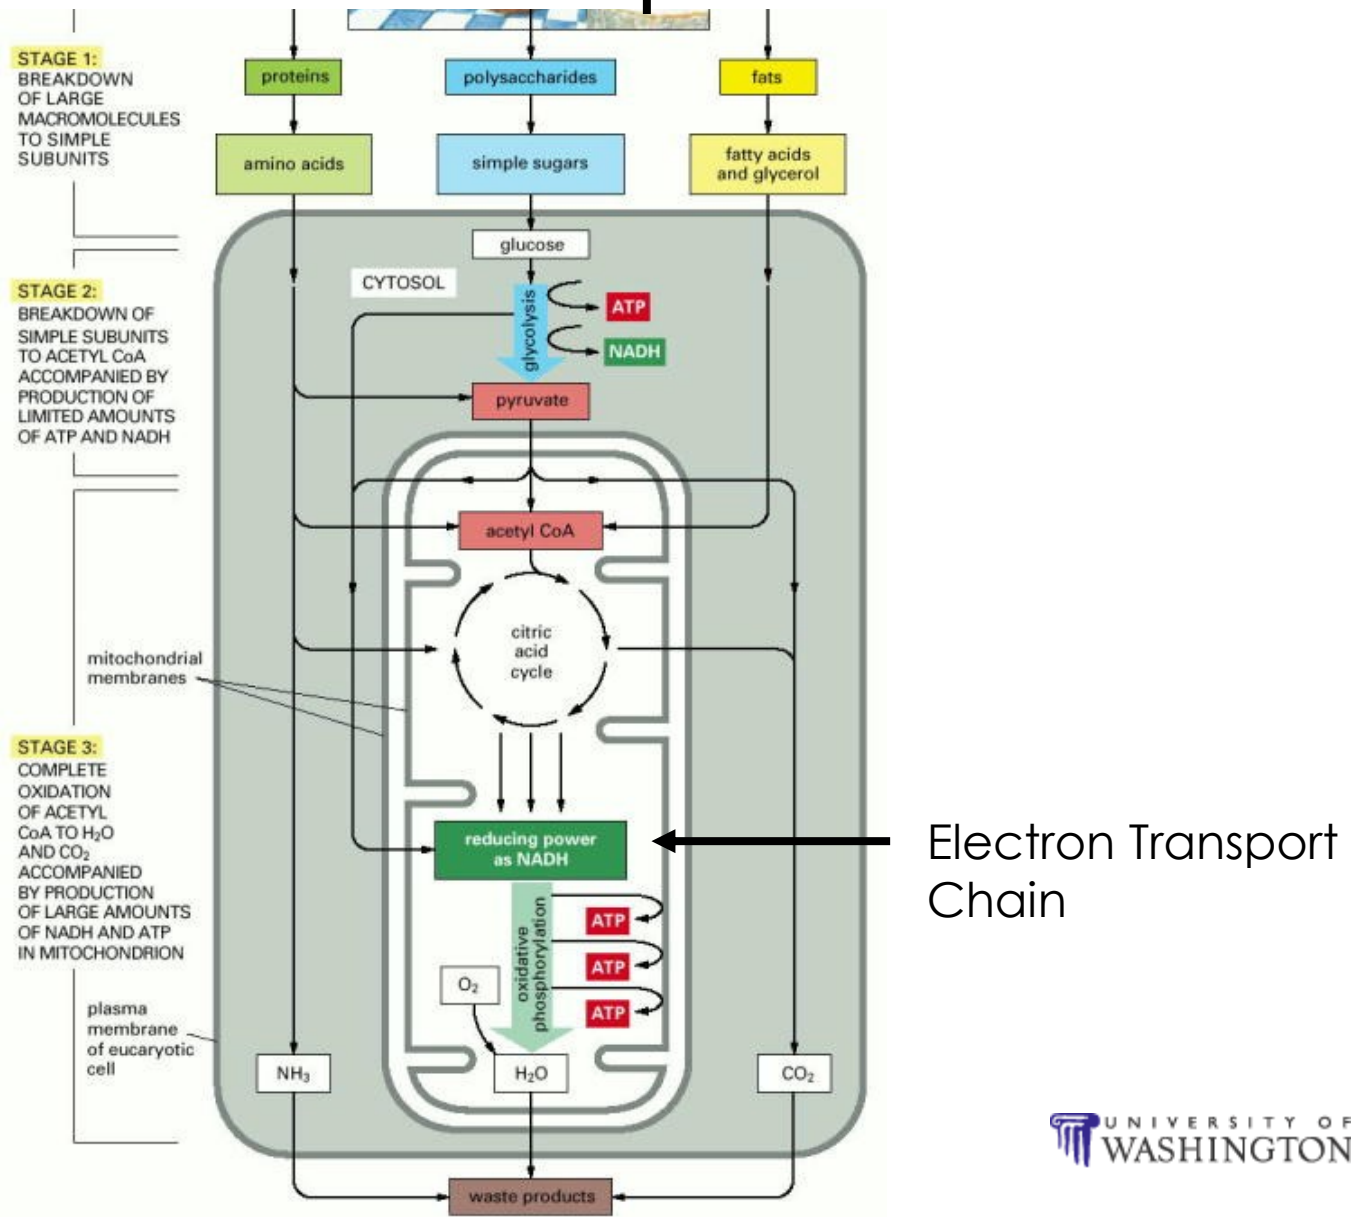 STAGE 1:
BREAKDOWN
OF LARGE
MACROMOLECULES
TO SIMPLE
SUBUNITS
proteins
polysaccharides
fats
amino acids
simple sugars
fatty acids
and glycerol
glucose
CYTOSOL
STAGE 2:
BREAKDOWN OF
SIMPLE SUBUNITS
TO ACETYL CoA
ACCOMPANIED BY
PRODUCTION OF
LIMITED AMOUNTS
OF ATP AND NADH
glycolysis
ATP
NADH
pyruvate
acetyl CoA
citric
acid
cycle
mitochondrial
membranes
STAGE 3:
COMPLETE
OXIDATION
OF ACETYL
CoA TO H₂O
AND CO₂
ACCOMPANIED
BY PRODUCTION
OF LARGE AMOUNTS
OF NADH AND ATP
IN MITOCHONDRION
reducing power
as NADH
Electron Transport
Chain
oxidative
phosphorylation
ATP
ATP
ATP
O₂
plasma
membrane
of eucaryotic
cell
NH₃
H₂O
CO₂
waste products
UNIVERSITY OF
WASHINGTON